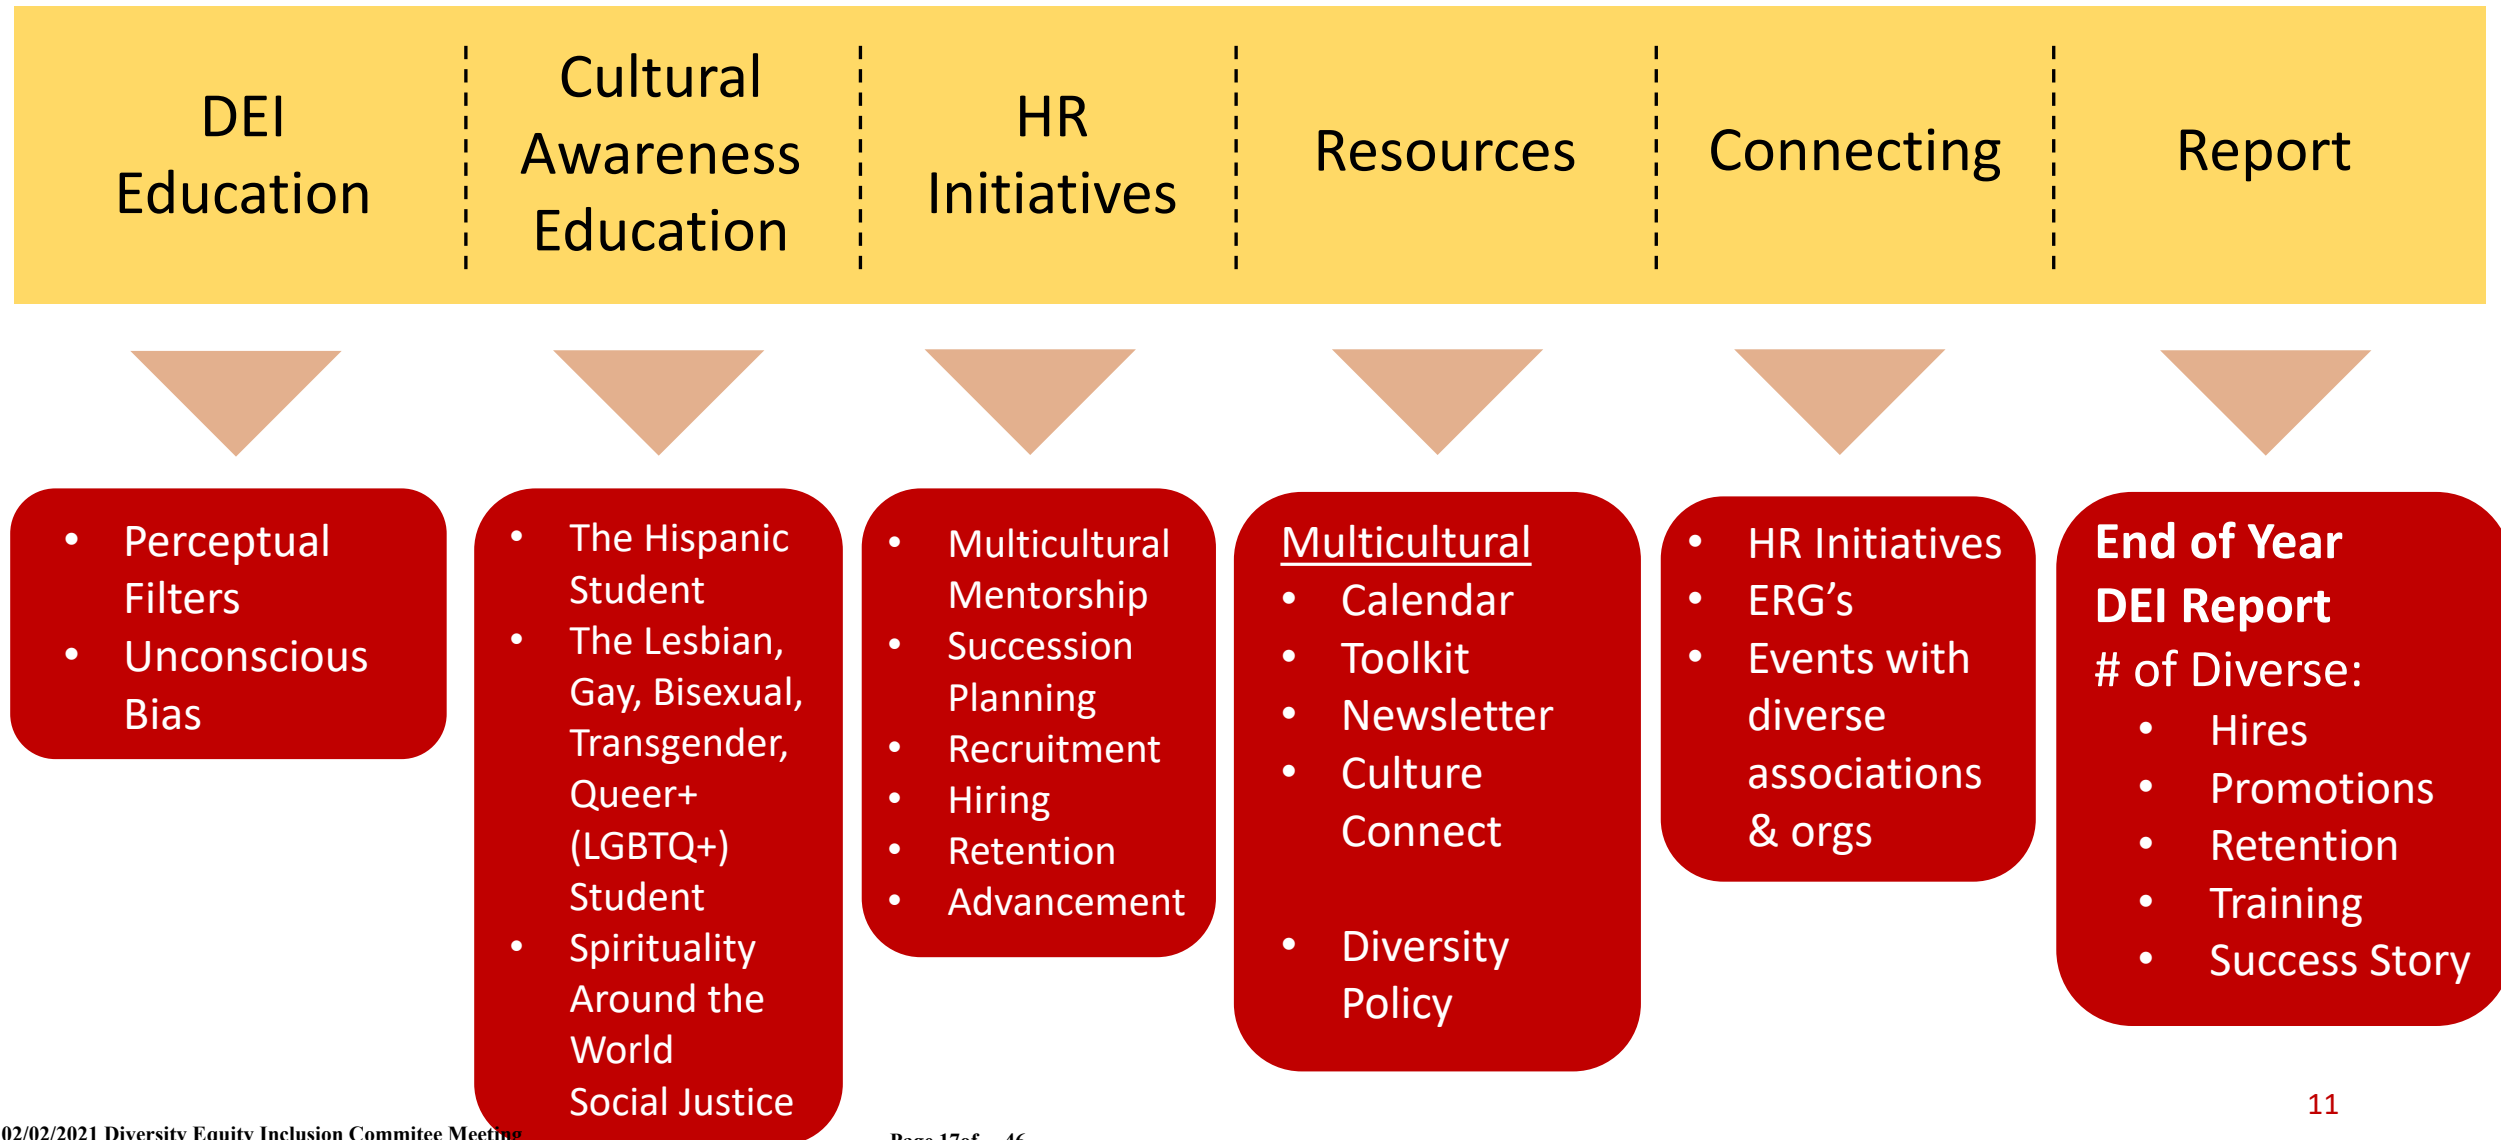 DEI
Education
Cultural
Awareness
Education
HR
Initiatives
Resources
Connecting
Report
• Perceptual
Filters
• Unconscious
Bias
• The Hispanic
Student
• The Lesbian,
Gay, Bisexual,
Transgender,
Queer+
(LGBTQ+)
Student
• Spirituality
Around the
World
Social Justice
• Multicultural
Mentorship
• Succession
Planning
• Recruitment
• Hiring
• Retention
• Advancement
Multicultural
• Calendar
• Toolkit
• Newsletter
• Culture
Connect
• Diversity
Policy
• HR Initiatives
• ERG’s
• Events with
diverse
associations
& orgs
End of Year
DEI Report
# of Diverse:
• Hires
• Promotions
• Retention
• Training
• Success Story
11
02/02/2021 Diversity Equity Inclusion Commitee Meeting
Page 17of 46